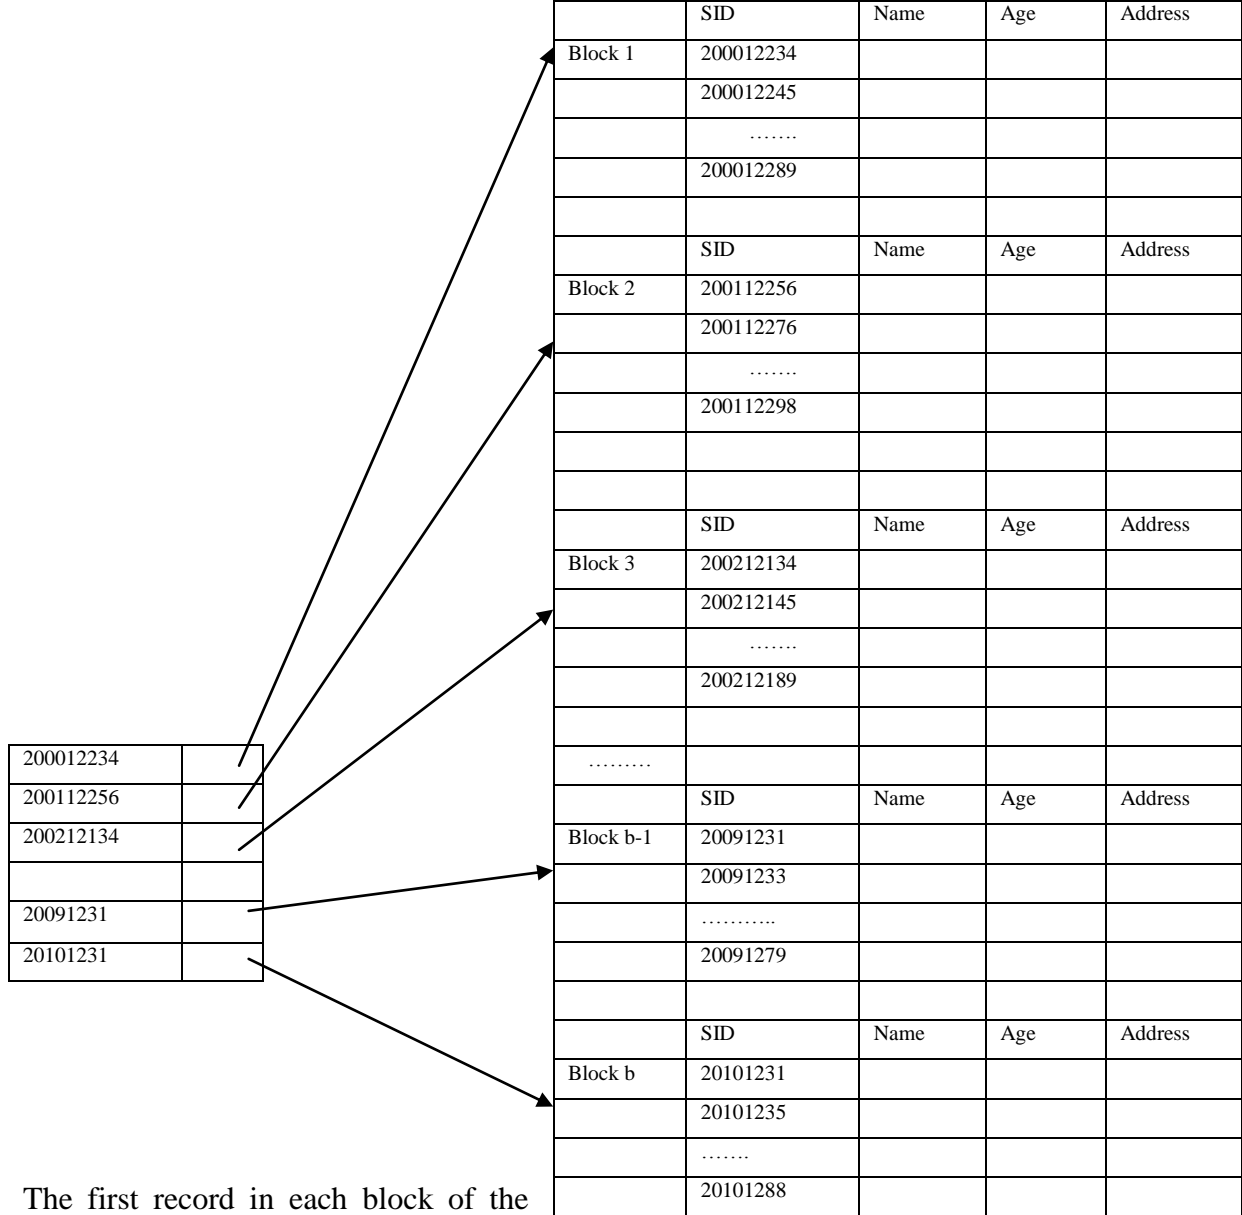 SID Name Age Address
Block 1 200012234
200012245
…….
200012289
SID Name Age Address
Block 2 200112256
200112276
…….
200112298
SID Name Age Address
Block 3 200212134
200212145
…….
200212189
………
SID Name Age Address
Block b-1 20091231
20091233
………..
20091279
SID Name Age Address
Block b 20101231
20101235
…….
20101288
200012234
200112256
200212134
20091231
20101231
The first record in each block of the